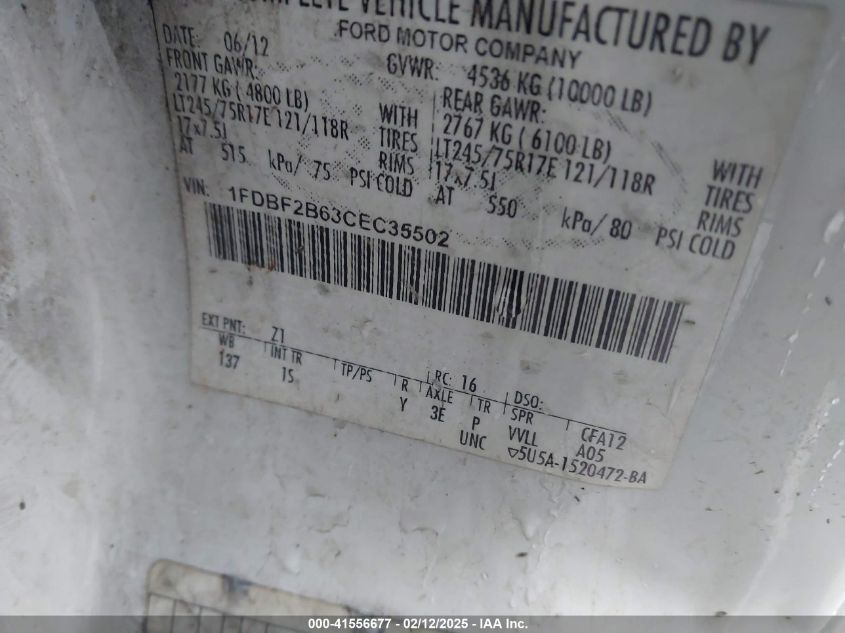 COMPLETE VEHICLE MANUFACTURED BY
FORD MOTOR COMPANY
DATE: 06/12 GVWR: 4536 KG (10000 LB)
FRONT GAWR: REAR GAWR:
2177 KG ( 4800 LB) WITH 2767 KG ( 6100 LB) WITH
LT245/75R17E 121/118R TIRES LT245/75R17E 121/118R TIRES
17x7.5J RIMS 17x7.5J RIMS
AT 515 kPa/ 75 PSI COLD AT 550 kPa/ 80 PSI COLD
VIN: 1FDBF2B63CEC35502
EXT PNT: Z1 RC: 16 DSO:
WB INT TR TP/PS R AXLE TR SPR CFA12
137 1S Y 3E P VVLL A05
UNC ▽5U5A-1520472-BA
000-41556677 - 02/12/2025 - IAA Inc.